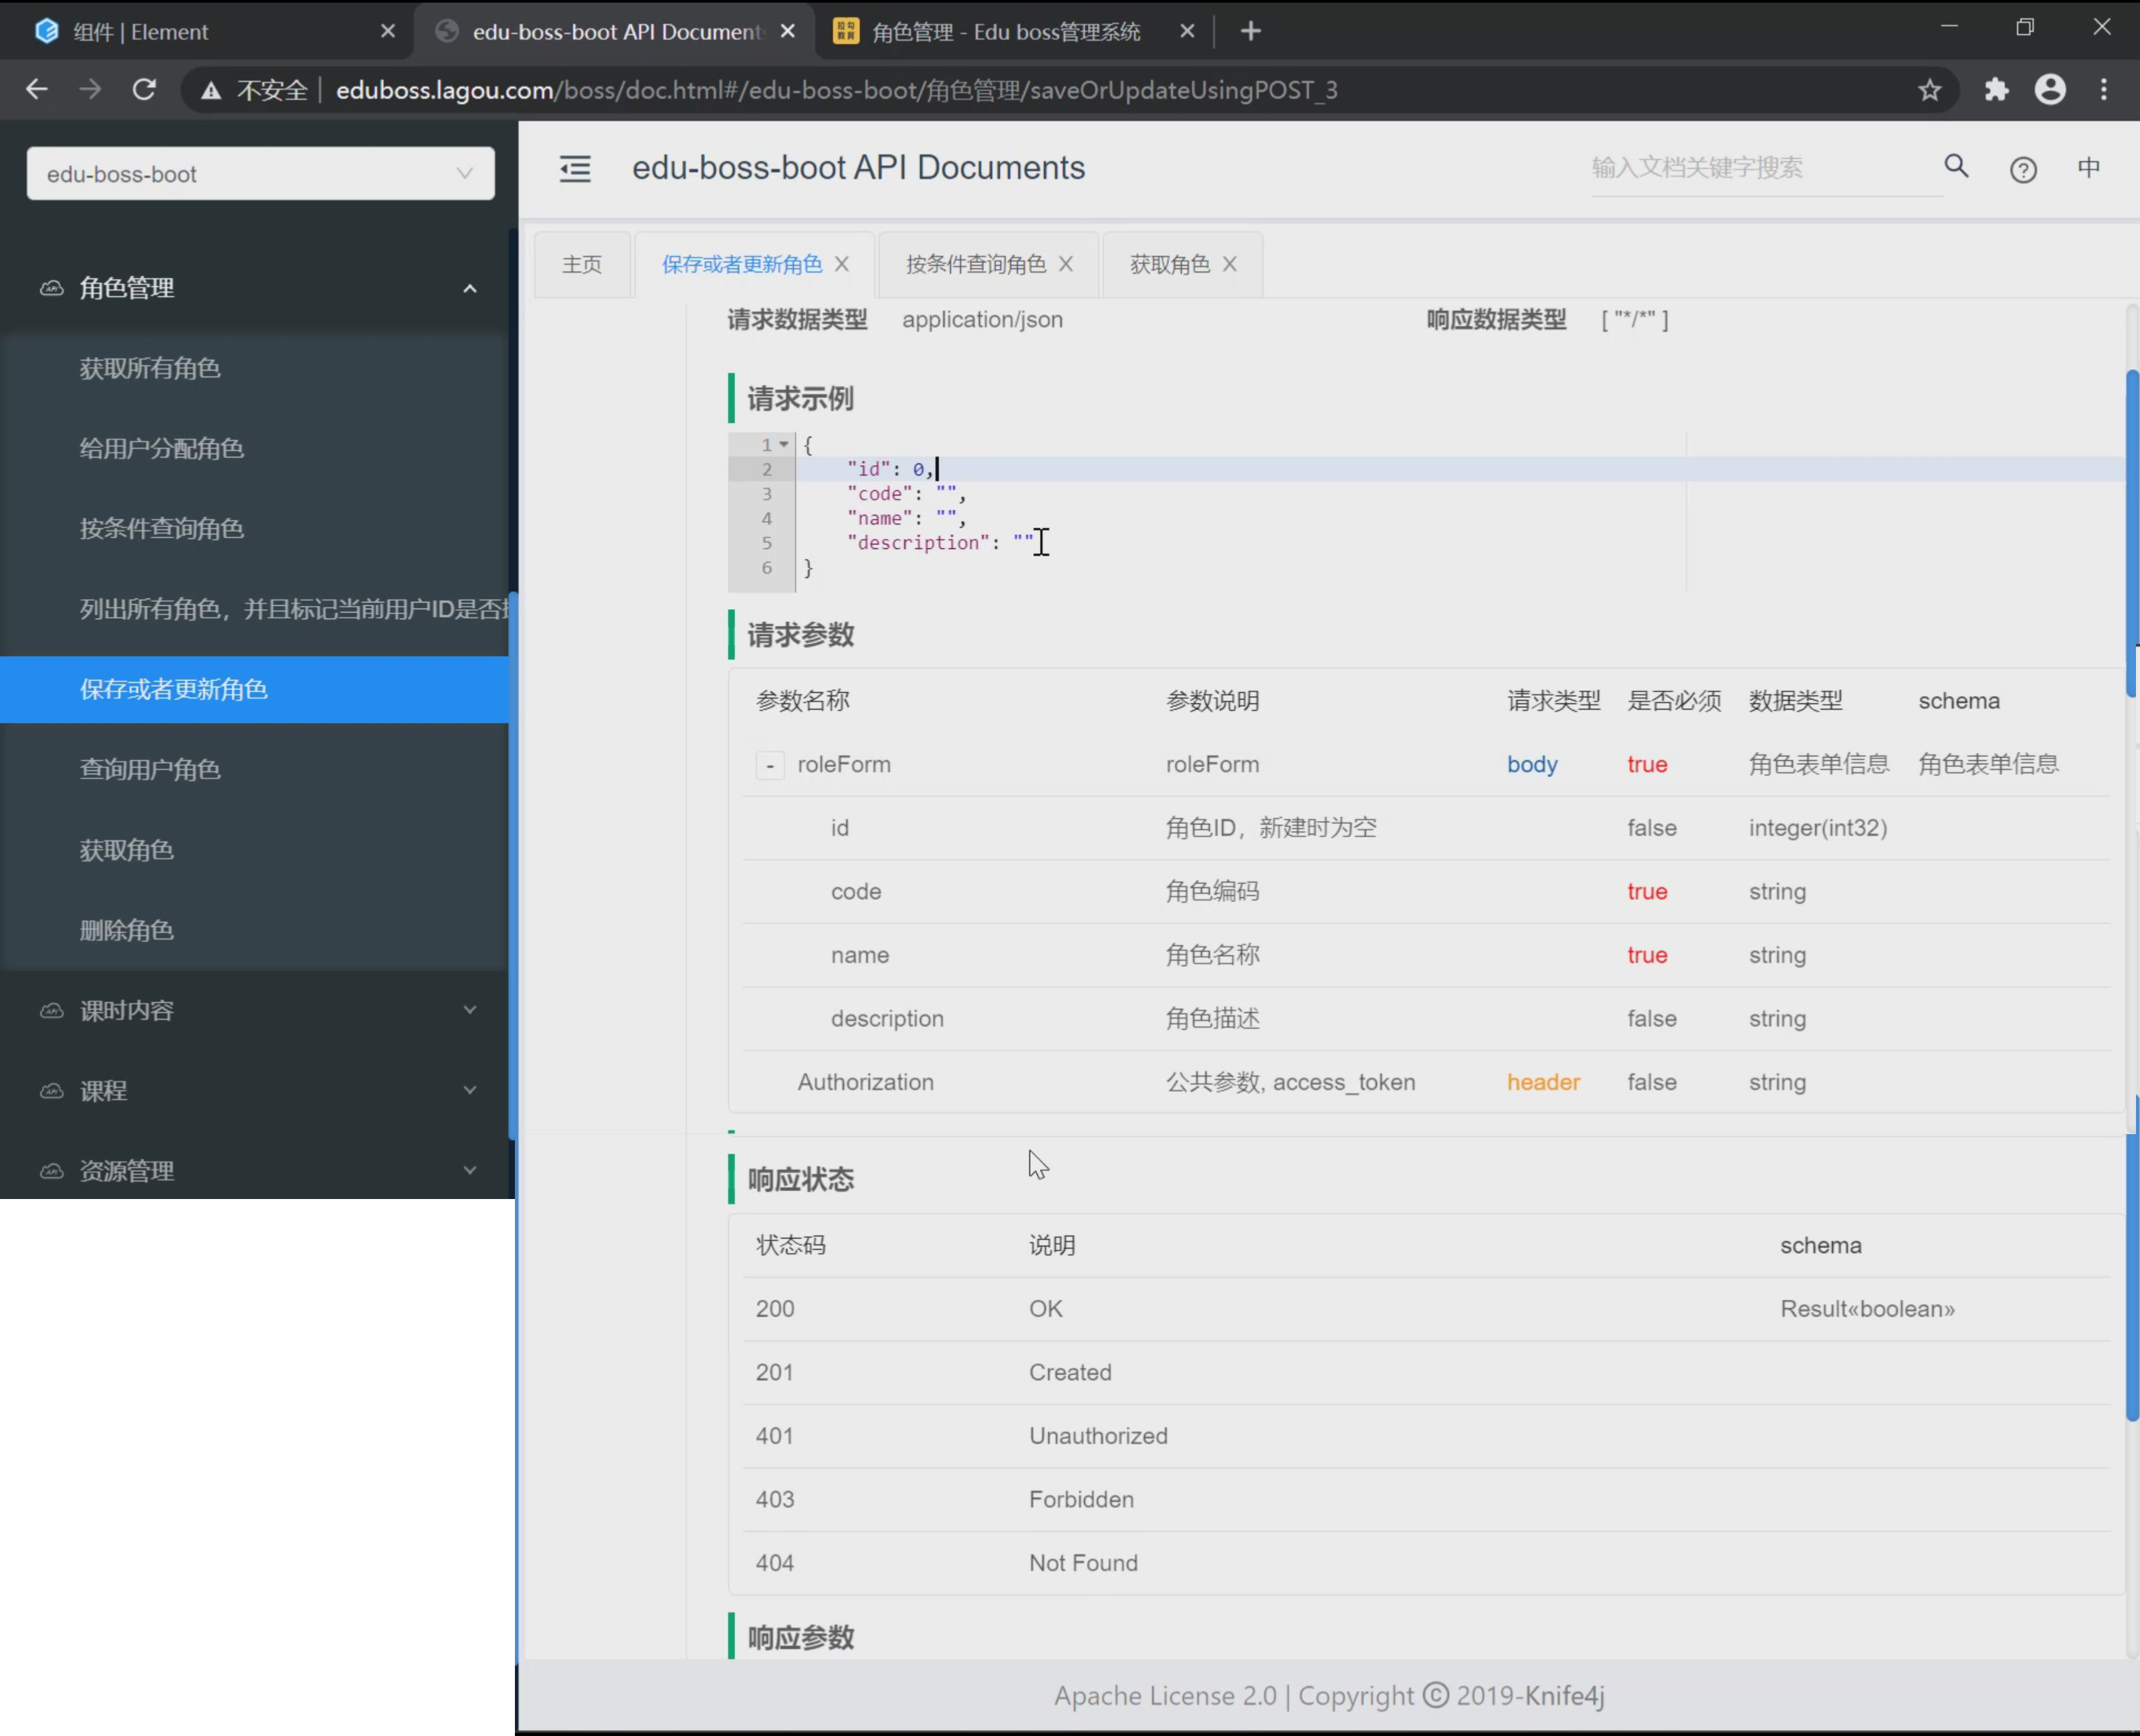 组件 | Element
edu-boss-boot API Document
角色管理 - Edu boss管理系统
不安全 | eduboss.lagou.com/boss/doc.html#/edu-boss-boot/角色管理/saveOrUpdateUsingPOST_3
edu-boss-boot
角色管理
获取所有角色
给用户分配角色
按条件查询角色
列出所有角色，并且标记当前用户ID是否
保存或者更新角色
查询用户角色
获取角色
删除角色
课时内容
课程
资源管理
edu-boss-boot API Documents
输入文档关键字搜索
中
主页 保存或者更新角色 按条件查询角色 获取角色
请求数据类型 application/json 响应数据类型 [ "*/*" ]
请求示例
1 {
2 "id": 0,
3 "code": "",
4 "name": "",
5 "description": ""
6 }
请求参数
参数名称 参数说明 请求类型 是否必须 数据类型 schema
- roleForm roleForm body true 角色表单信息 角色表单信息
id 角色ID，新建时为空 false integer(int32)
code 角色编码 true string
name 角色名称 true string
description 角色描述 false string
Authorization 公共参数, access_token header false string
响应状态
状态码 说明 schema
200 OK Result«boolean»
201 Created
401 Unauthorized
403 Forbidden
404 Not Found
响应参数
Apache License 2.0 | Copyright © 2019-Knife4j